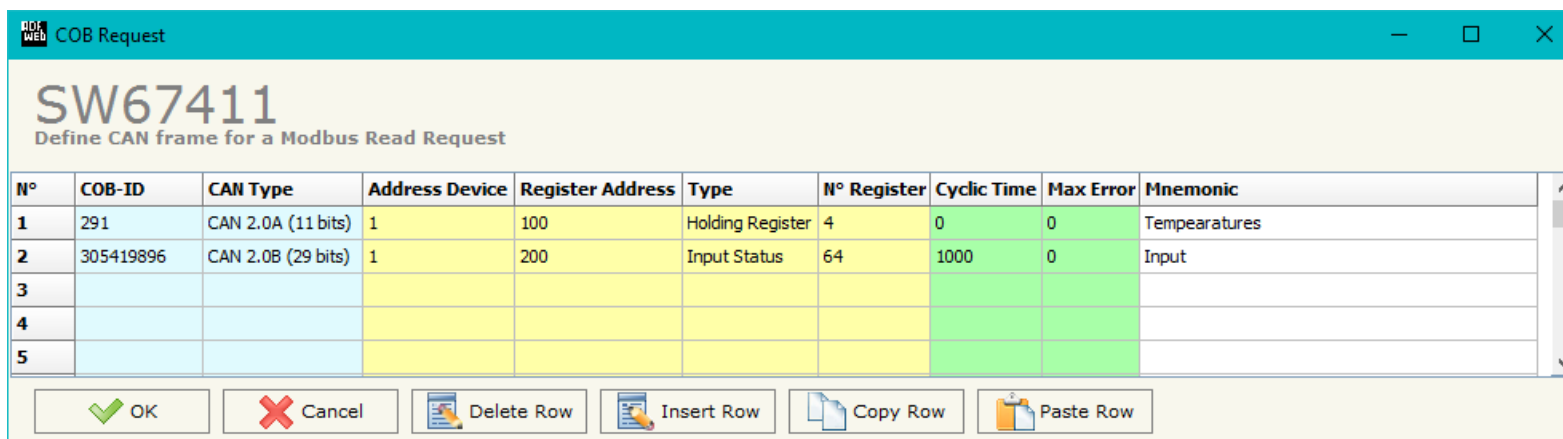 ADF WEB COB Request
SW67411
Define CAN frame for a Modbus Read Request
N° COB-ID CAN Type Address Device Register Address Type N° Register Cyclic Time Max Error Mnemonic
1 291 CAN 2.0A (11 bits) 1 100 Holding Register 4 0 0 Tempearatures
2 305419896 CAN 2.0B (29 bits) 1 200 Input Status 64 1000 0 Input
3
4
5
OK Cancel Delete Row Insert Row Copy Row Paste Row